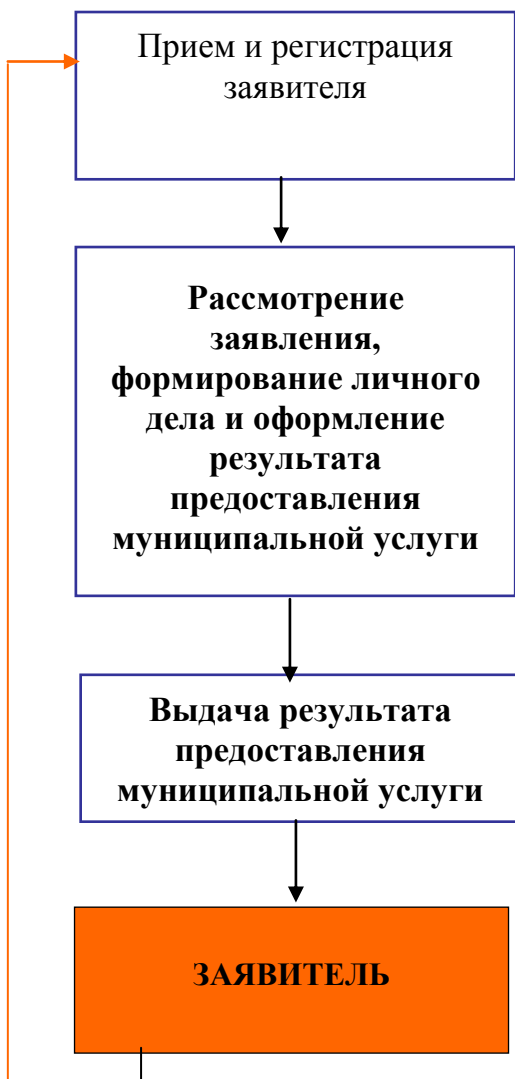 Прием и регистрация
заявителя
Рассмотрение
заявления,
формирование личного
дела и оформление
результата
предоставления
муниципальной услуги
Выдача результата
предоставления
муниципальной услуги
ЗАЯВИТЕЛЬ